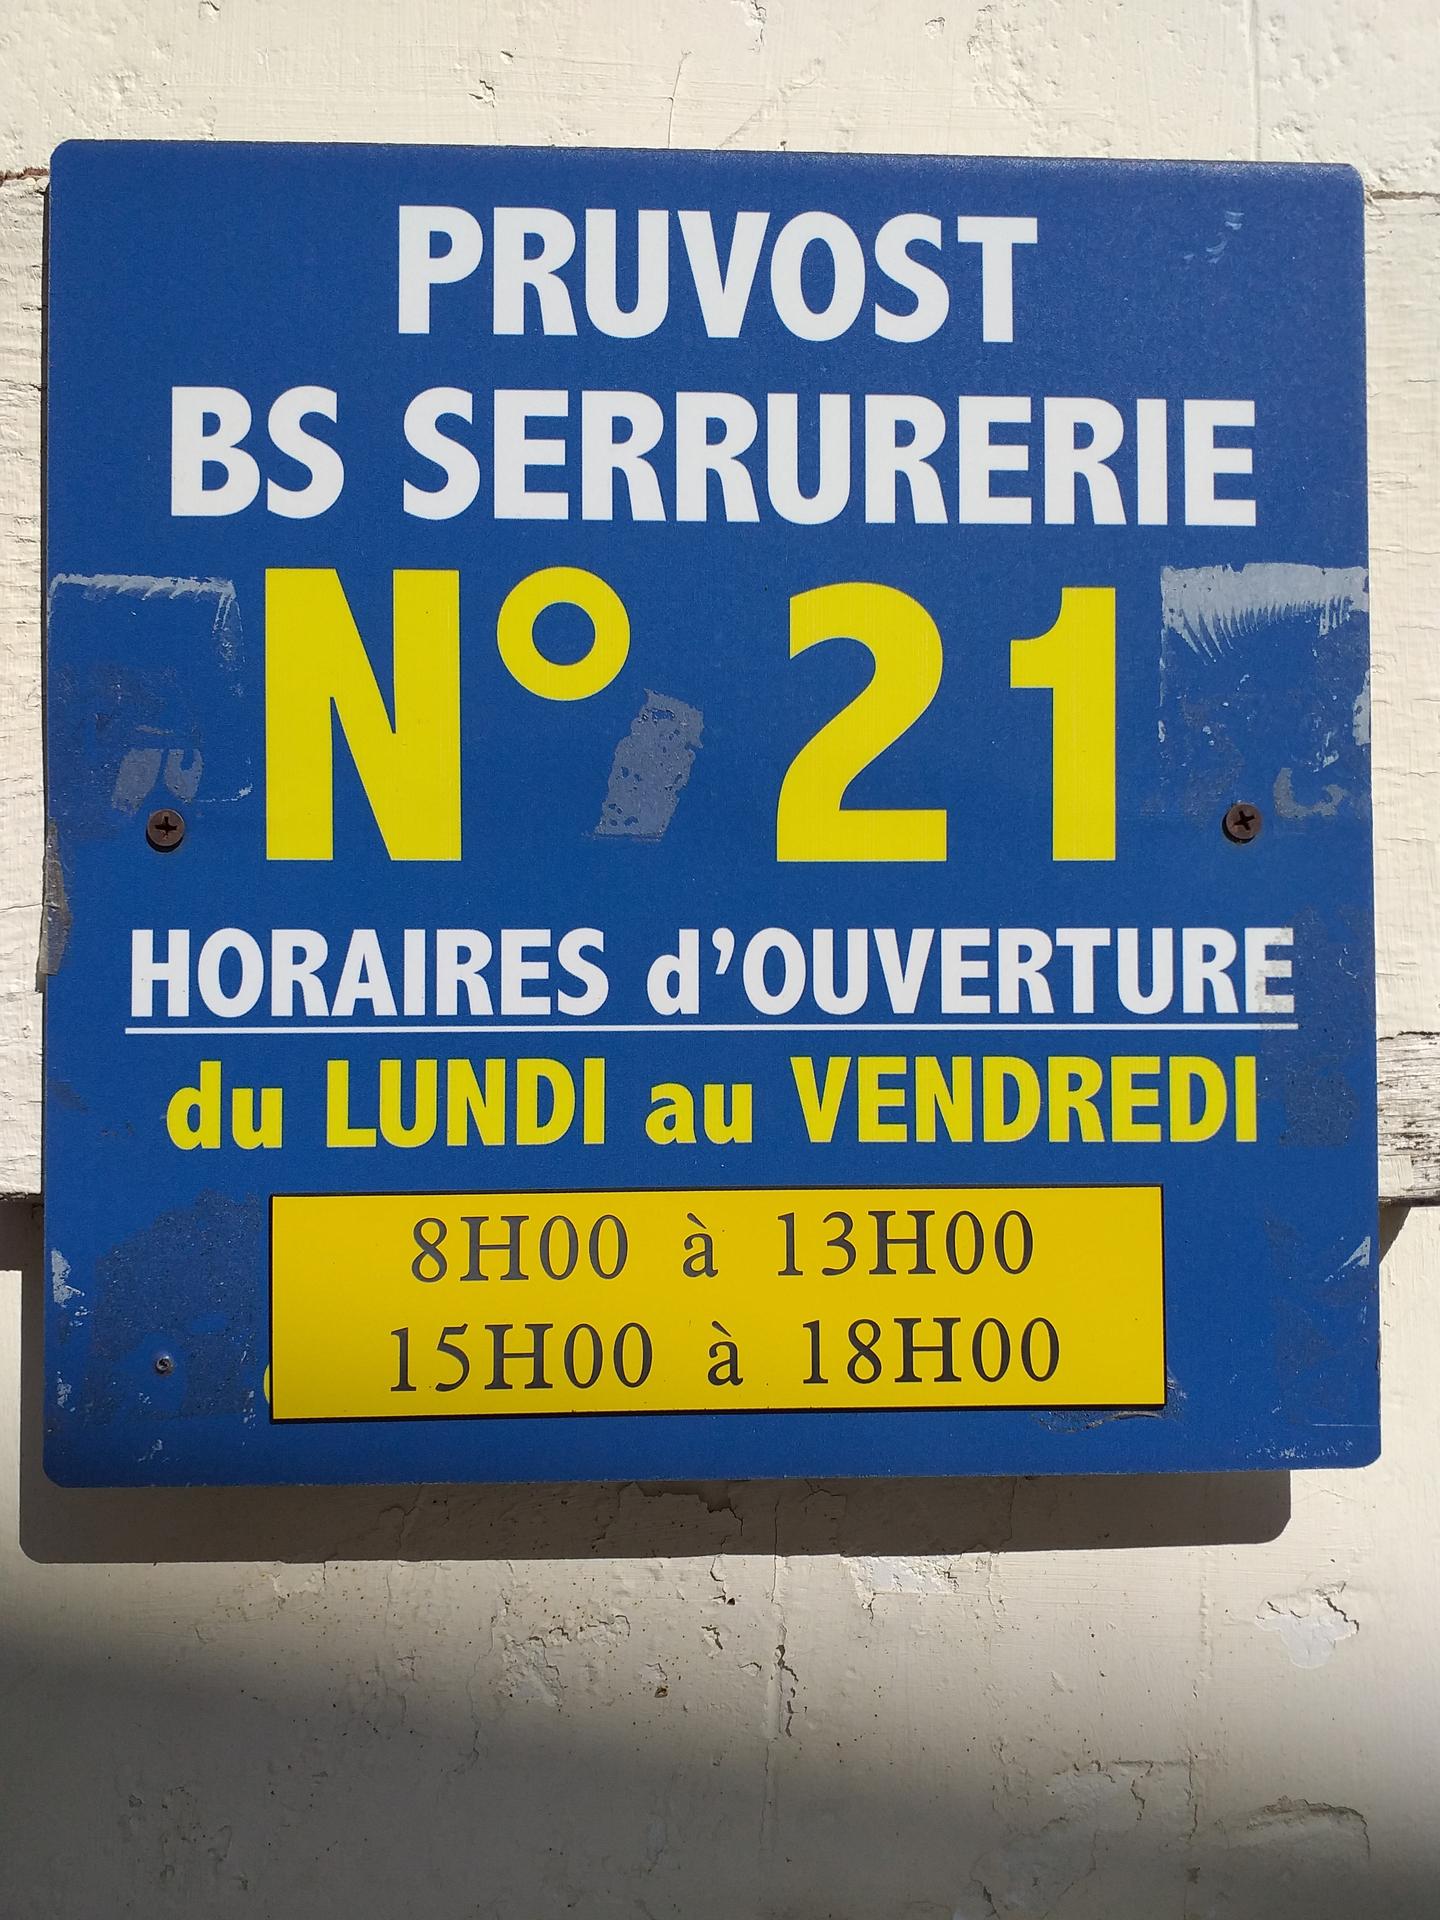 PRUVOST
BS SERRURERIE
N° 21
HORAIRES d’OUVERTURE
du LUNDI au VENDREDI
8H00 à 13H00
15H00 à 18H00